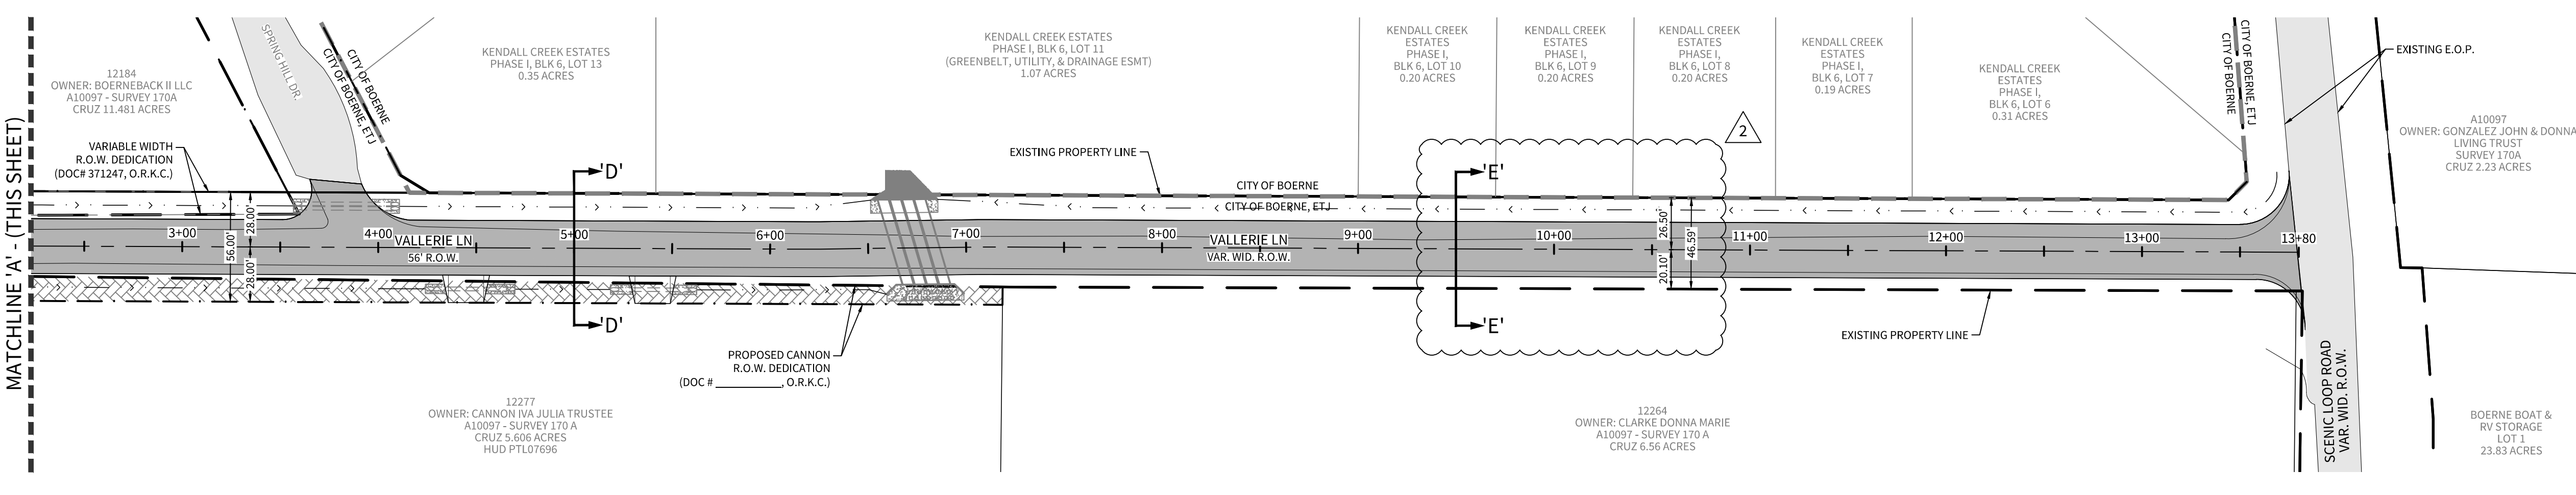 MATCHLINE 'A' - (THIS SHEET)
12184
OWNER: BOERNEBACK II LLC
A10097 - SURVEY 170A
CRUZ 11.481 ACRES
VARIABLE WIDTH
R.O.W. DEDICATION
(DOC# 371247, O.R.K.C.)
SPRING HILL DR.
CITY OF BOERNE
CITY OF BOERNE, ETJ
KENDALL CREEK ESTATES
PHASE I, BLK 6, LOT 13
0.35 ACRES
KENDALL CREEK ESTATES
PHASE I, BLK 6, LOT 11
(GREENBELT, UTILITY, & DRAINAGE ESMT)
1.07 ACRES
EXISTING PROPERTY LINE
CITY OF BOERNE
CITY OF BOERNE, ETJ
KENDALL CREEK
ESTATES
PHASE I,
BLK 6, LOT 10
0.20 ACRES
KENDALL CREEK
ESTATES
PHASE I,
BLK 6, LOT 9
0.20 ACRES
KENDALL CREEK
ESTATES
PHASE I,
BLK 6, LOT 8
0.20 ACRES
2
KENDALL CREEK
ESTATES
PHASE I,
BLK 6, LOT 7
0.19 ACRES
KENDALL CREEK
ESTATES
PHASE I,
BLK 6, LOT 6
0.31 ACRES
CITY OF BOERNE, ETJ
CITY OF BOERNE
EXISTING E.O.P.
A10097
OWNER: GONZALEZ JOHN & DONNA
LIVING TRUST
SURVEY 170A
CRUZ 2.23 ACRES
'D'
'E'
3+00
4+00
5+00
6+00
7+00
8+00
9+00
10+00
11+00
12+00
13+00
13+80
56.00'
28.00'
28.00'
VALLERIE LN
56' R.O.W.
VALLERIE LN
VAR. WID. R.O.W.
26.50'
20.10'
46.59'
'D'
'E'
PROPOSED CANNON
R.O.W. DEDICATION
(DOC # ___________, O.R.K.C.)
EXISTING PROPERTY LINE
12277
OWNER: CANNON IVA JULIA TRUSTEE
A10097 - SURVEY 170 A
CRUZ 5.606 ACRES
HUD PTL07696
12264
OWNER: CLARKE DONNA MARIE
A10097 - SURVEY 170 A
CRUZ 6.56 ACRES
SCENIC LOOP ROAD
VAR. WID. R.O.W.
BOERNE BOAT &
RV STORAGE
LOT 1
23.83 ACRES